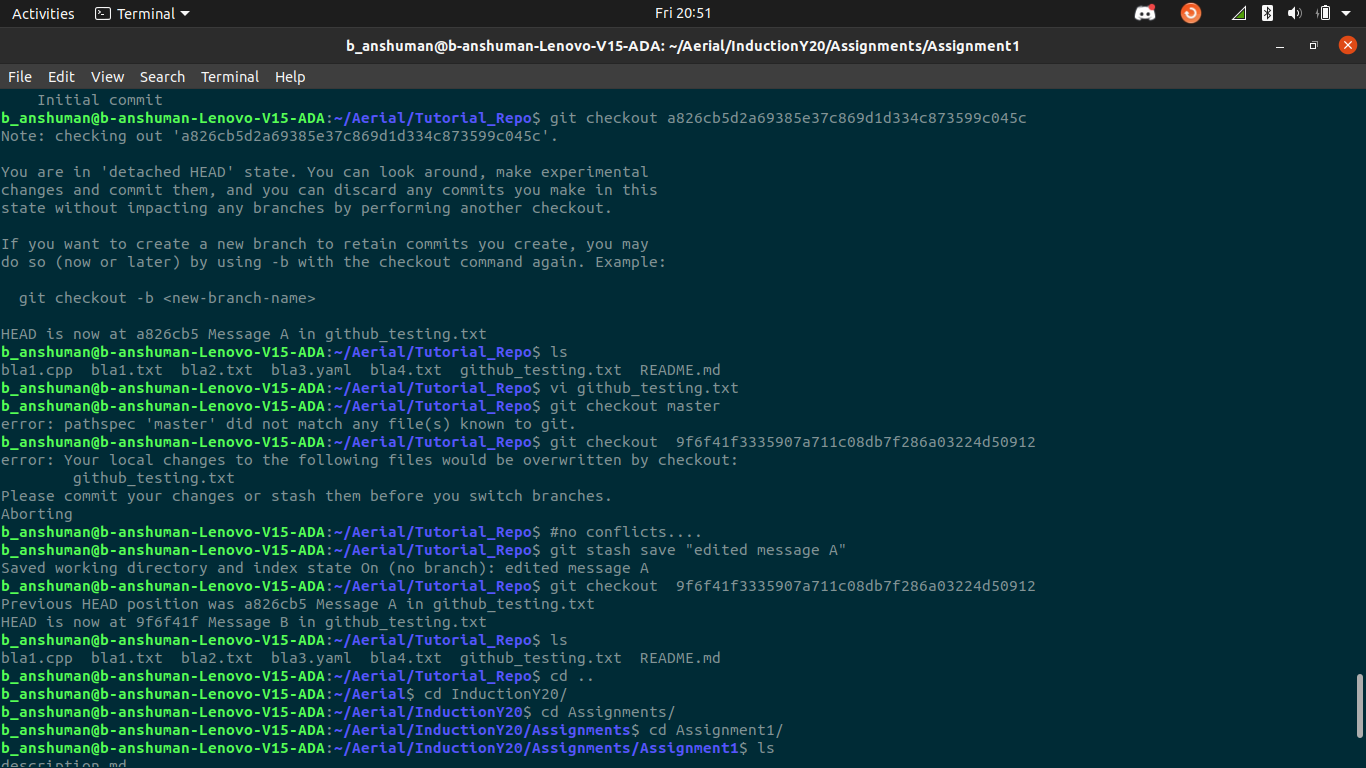 Activities Terminal Fri 20:51
b_anshuman@b-anshuman-Lenovo-V15-ADA: ~/Aerial/InductionY20/Assignments/Assignment1
File Edit View Search Terminal Help
Initial commit
b_anshuman@b-anshuman-Lenovo-V15-ADA:~/Aerial/Tutorial_Repo$ git checkout a826cb5d2a69385e37c869d1d334c873599c045c
Note: checking out 'a826cb5d2a69385e37c869d1d334c873599c045c'.
You are in 'detached HEAD' state. You can look around, make experimental
changes and commit them, and you can discard any commits you make in this
state without impacting any branches by performing another checkout.
If you want to create a new branch to retain commits you create, you may
do so (now or later) by using -b with the checkout command again. Example:
git checkout -b <new-branch-name>
HEAD is now at a826cb5 Message A in github_testing.txt
b_anshuman@b-anshuman-Lenovo-V15-ADA:~/Aerial/Tutorial_Repo$ ls
bla1.cpp bla1.txt bla2.txt bla3.yaml bla4.txt github_testing.txt README.md
b_anshuman@b-anshuman-Lenovo-V15-ADA:~/Aerial/Tutorial_Repo$ vi github_testing.txt
b_anshuman@b-anshuman-Lenovo-V15-ADA:~/Aerial/Tutorial_Repo$ git checkout master
error: pathspec 'master' did not match any file(s) known to git.
b_anshuman@b-anshuman-Lenovo-V15-ADA:~/Aerial/Tutorial_Repo$ git checkout  9f6f41f3335907a711c08db7f286a03224d50912
error: Your local changes to the following files would be overwritten by checkout:
github_testing.txt
Please commit your changes or stash them before you switch branches.
Aborting
b_anshuman@b-anshuman-Lenovo-V15-ADA:~/Aerial/Tutorial_Repo$ #no conflicts....
b_anshuman@b-anshuman-Lenovo-V15-ADA:~/Aerial/Tutorial_Repo$ git stash save "edited message A"
Saved working directory and index state On (no branch): edited message A
b_anshuman@b-anshuman-Lenovo-V15-ADA:~/Aerial/Tutorial_Repo$ git checkout  9f6f41f3335907a711c08db7f286a03224d50912
Previous HEAD position was a826cb5 Message A in github_testing.txt
HEAD is now at 9f6f41f Message B in github_testing.txt
b_anshuman@b-anshuman-Lenovo-V15-ADA:~/Aerial/Tutorial_Repo$ ls
bla1.cpp bla1.txt bla2.txt bla3.yaml bla4.txt github_testing.txt README.md
b_anshuman@b-anshuman-Lenovo-V15-ADA:~/Aerial/Tutorial_Repo$ cd ..
b_anshuman@b-anshuman-Lenovo-V15-ADA:~/Aerial$ cd InductionY20/
b_anshuman@b-anshuman-Lenovo-V15-ADA:~/Aerial/InductionY20$ cd Assignments/
b_anshuman@b-anshuman-Lenovo-V15-ADA:~/Aerial/InductionY20/Assignments$ cd Assignment1/
b_anshuman@b-anshuman-Lenovo-V15-ADA:~/Aerial/InductionY20/Assignments/Assignment1$ ls
description.md